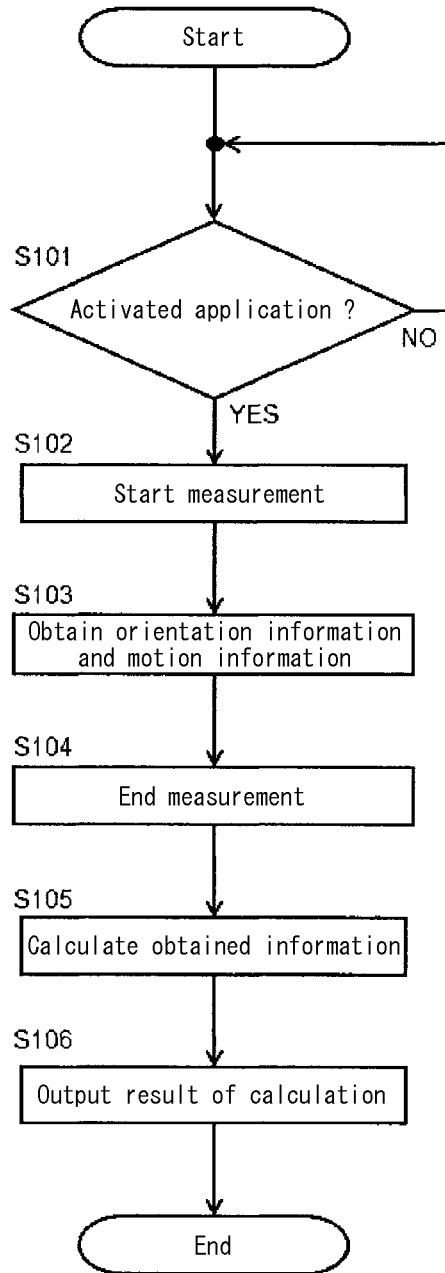 Start
S101
Activated application ?
NO
YES
S102
Start measurement
S103
Obtain orientation information
and motion information
S104
End measurement
S105
Calculate obtained information
S106
Output result of calculation
End